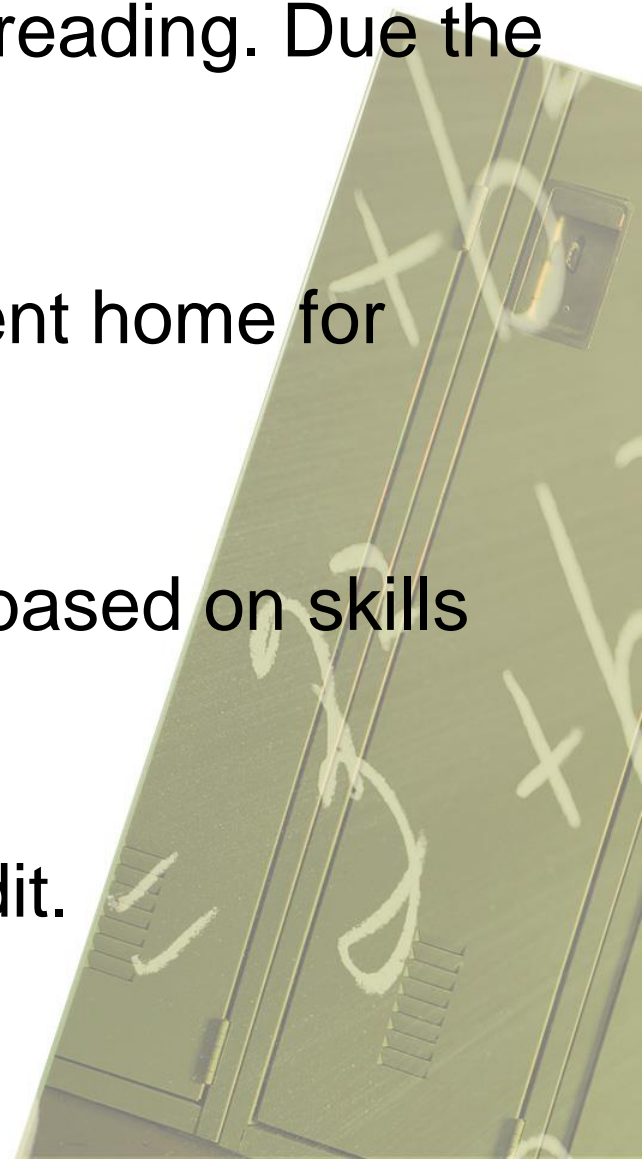 reading. Due the
ent home for
based on skills
dit.